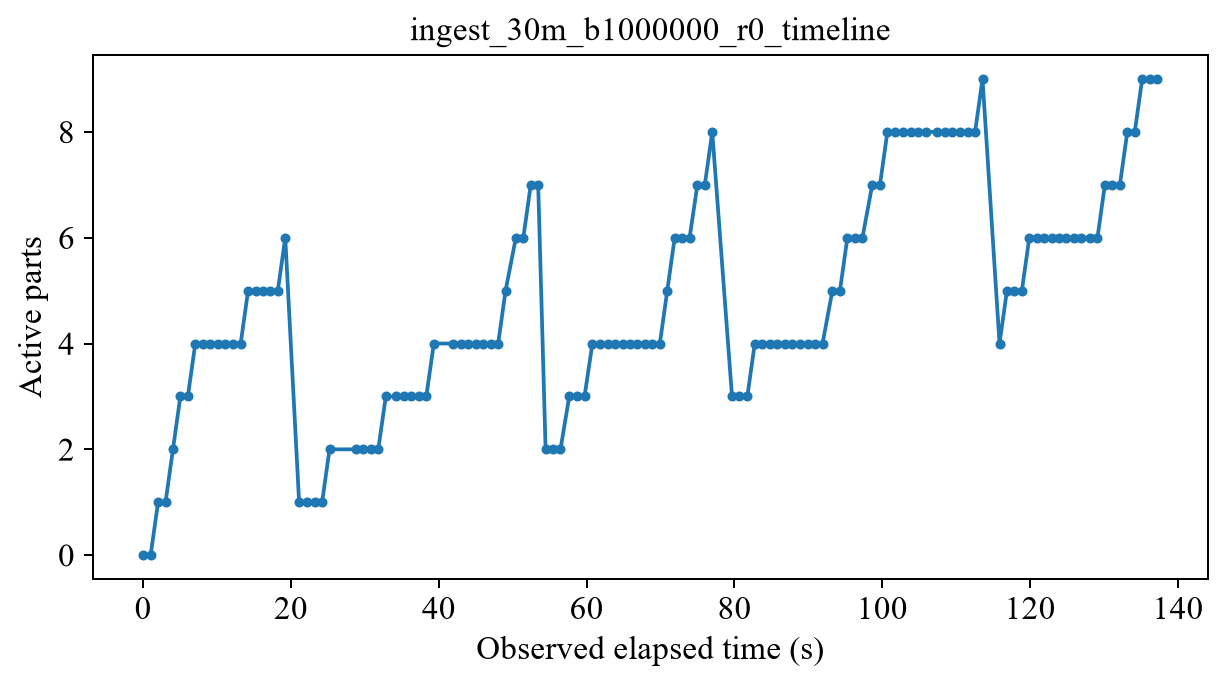 ingest_30m_b1000000_r0_timeline
8
6
4
2
0
Active parts
0 20 40 60 80 100 120 140
Observed elapsed time (s)